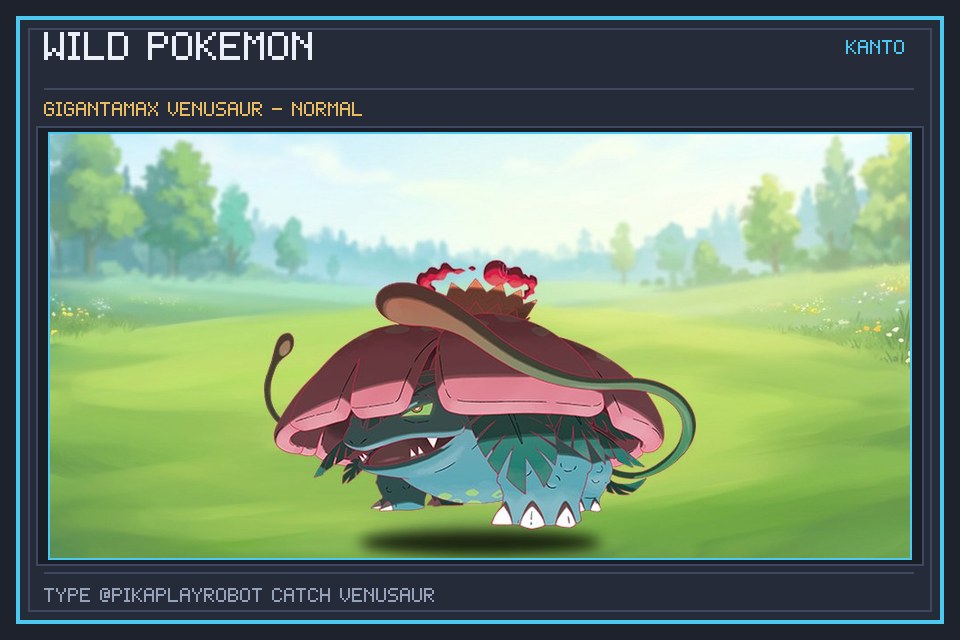 WILD POKEMON
KANTO
GIGANTAMAX VENUSAUR - NORMAL
TYPE @PIKAPLAYROBOT CATCH VENUSAUR